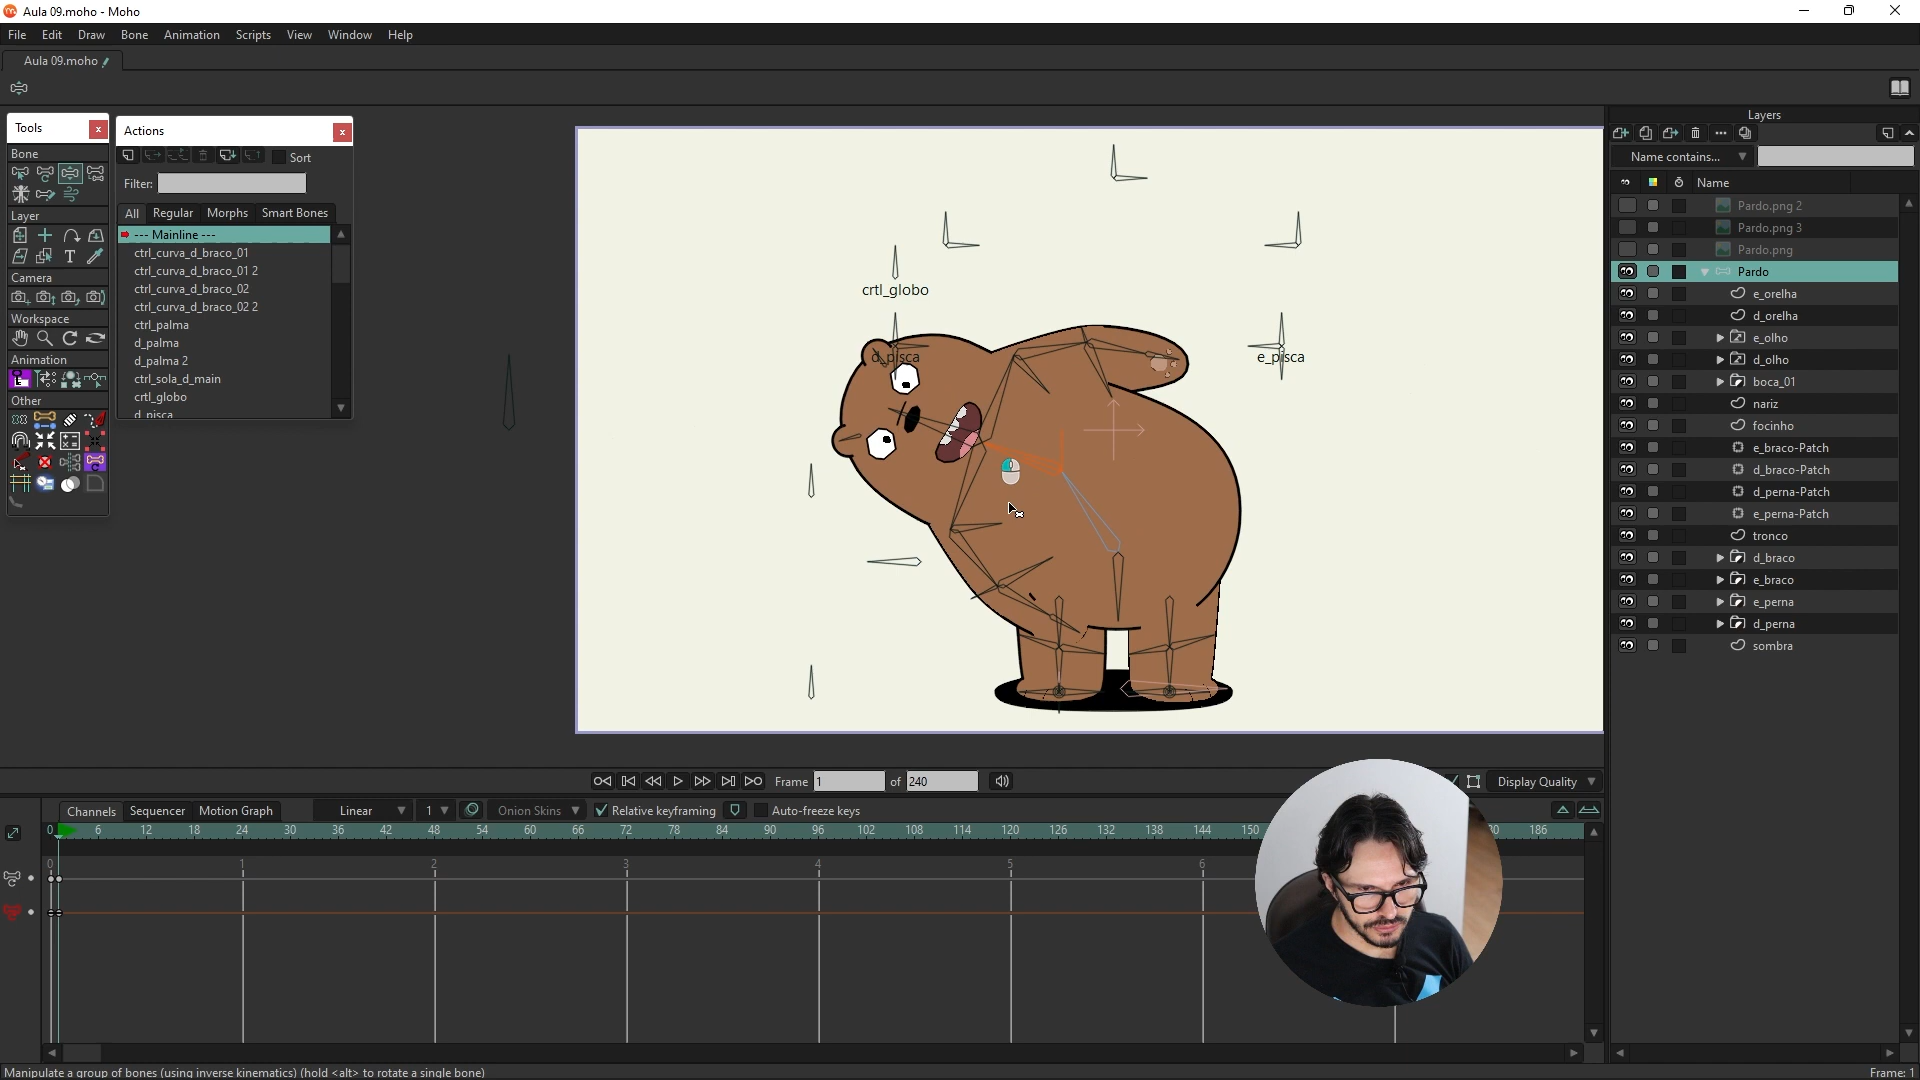 Aula 09.moho - Moho
File Edit Draw Bone Animation Scripts View Window Help
Aula 09.moho
Tools
Bone
Layer
Camera
Workspace
Animation
Other
Actions
Sort
Filter:
All Regular Morphs Smart Bones
--- Mainline ---
ctrl_curva_d_braco_01
ctrl_curva_d_braco_01 2
ctrl_curva_d_braco_02
ctrl_curva_d_braco_02 2
ctrl_palma
d_palma
d_palma 2
ctrl_sola_d_main
crtl_globo
d_pisca
crtl_globo
d_pisca
e_pisca
Layers
Name contains...
Name
Pardo.png 2
Pardo.png 3
Pardo.png
Pardo
e_orelha
d_orelha
e_olho
d_olho
boca_01
nariz
focinho
e_braco-Patch
d_braco-Patch
d_perna-Patch
e_perna-Patch
tronco
d_braco
e_braco
e_perna
d_perna
sombra
Frame 1 of 240
Display Quality
Channels Sequencer Motion Graph
Linear
1
Onion Skins
Relative keyframing
Auto-freeze keys
0 6 12 18 24 30 36 42 48 54 60 66 72 78 84 90 96 102 108 114 120 126 132 138 144 150 186
0 1 2 3 4 5 6
Manipulate a group of bones (using inverse kinematics) (hold <alt> to rotate a single bone)
Frame: 1